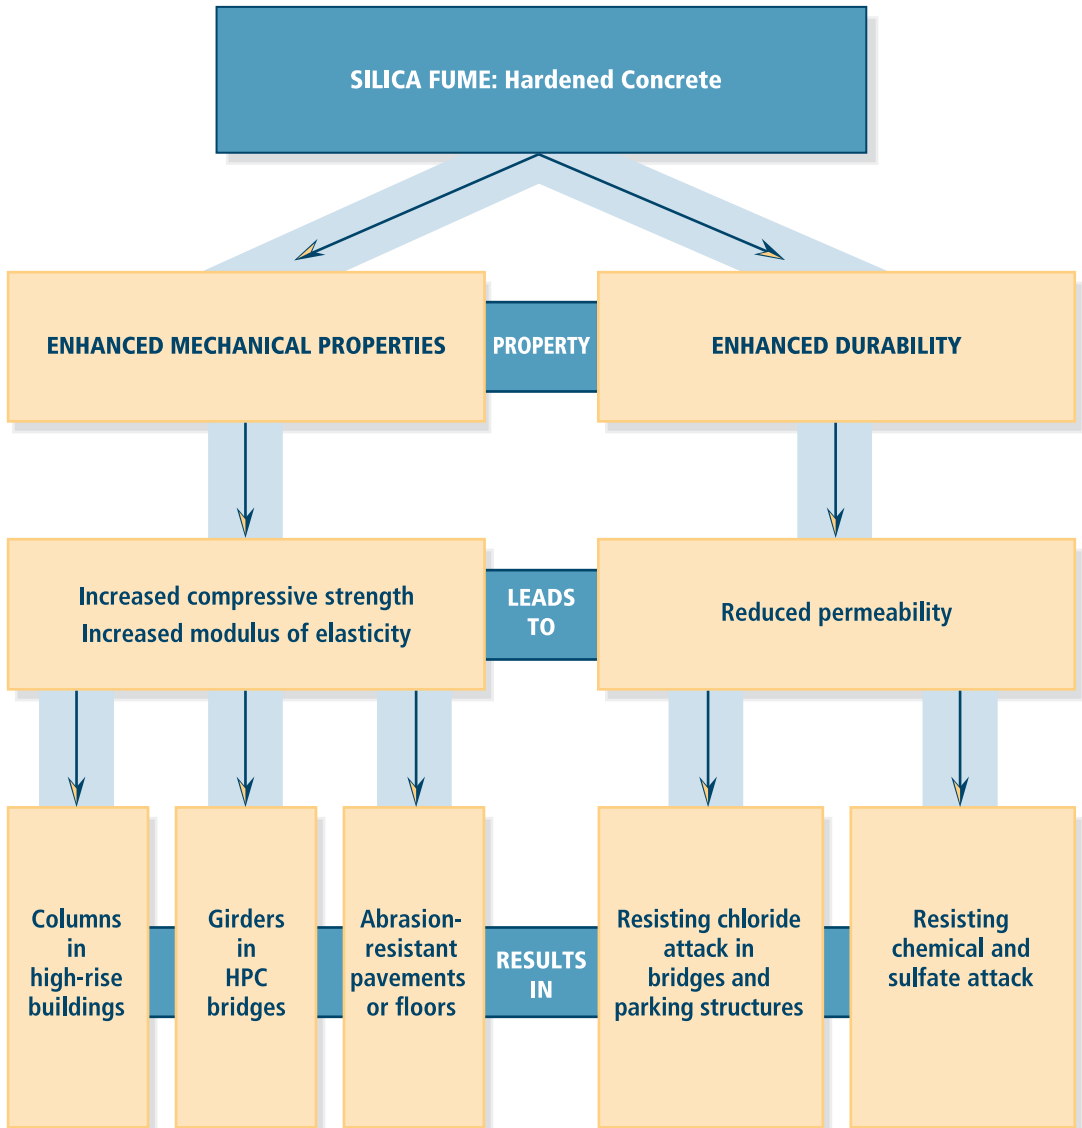 SILICA FUME: Hardened Concrete
ENHANCED MECHANICAL PROPERTIES
PROPERTY
ENHANCED DURABILITY
Increased compressive strength
Increased modulus of elasticity
LEADS
TO
Reduced permeability
Columns
in
high-rise
buildings
Girders
in
HPC
bridges
Abrasion-
resistant
pavements
or floors
RESULTS
IN
Resisting chloride
attack in
bridges and
parking structures
Resisting
chemical and
sulfate attack